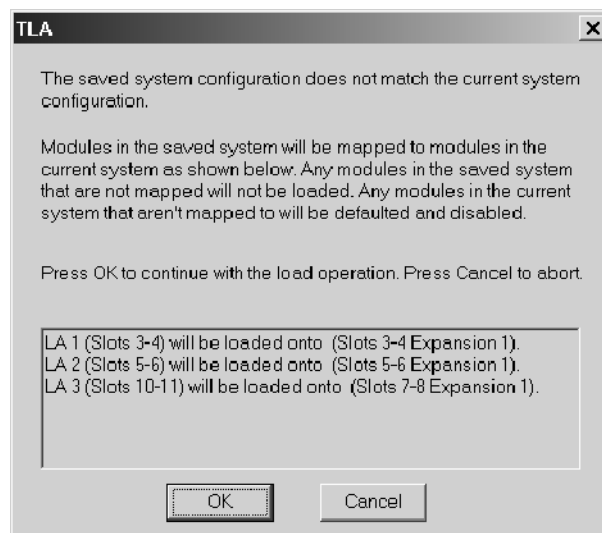 TLA
The saved system configuration does not match the current system
configuration.
Modules in the saved system will be mapped to modules in the
current system as shown below. Any modules in the saved system
that are not mapped will not be loaded. Any modules in the current
system that aren't mapped to will be defaulted and disabled.
Press OK to continue with the load operation. Press Cancel to abort.
LA 1 (Slots 3-4) will be loaded onto (Slots 3-4 Expansion 1).
LA 2 (Slots 5-6) will be loaded onto (Slots 5-6 Expansion 1).
LA 3 (Slots 10-11) will be loaded onto (Slots 7-8 Expansion 1).
OK
Cancel